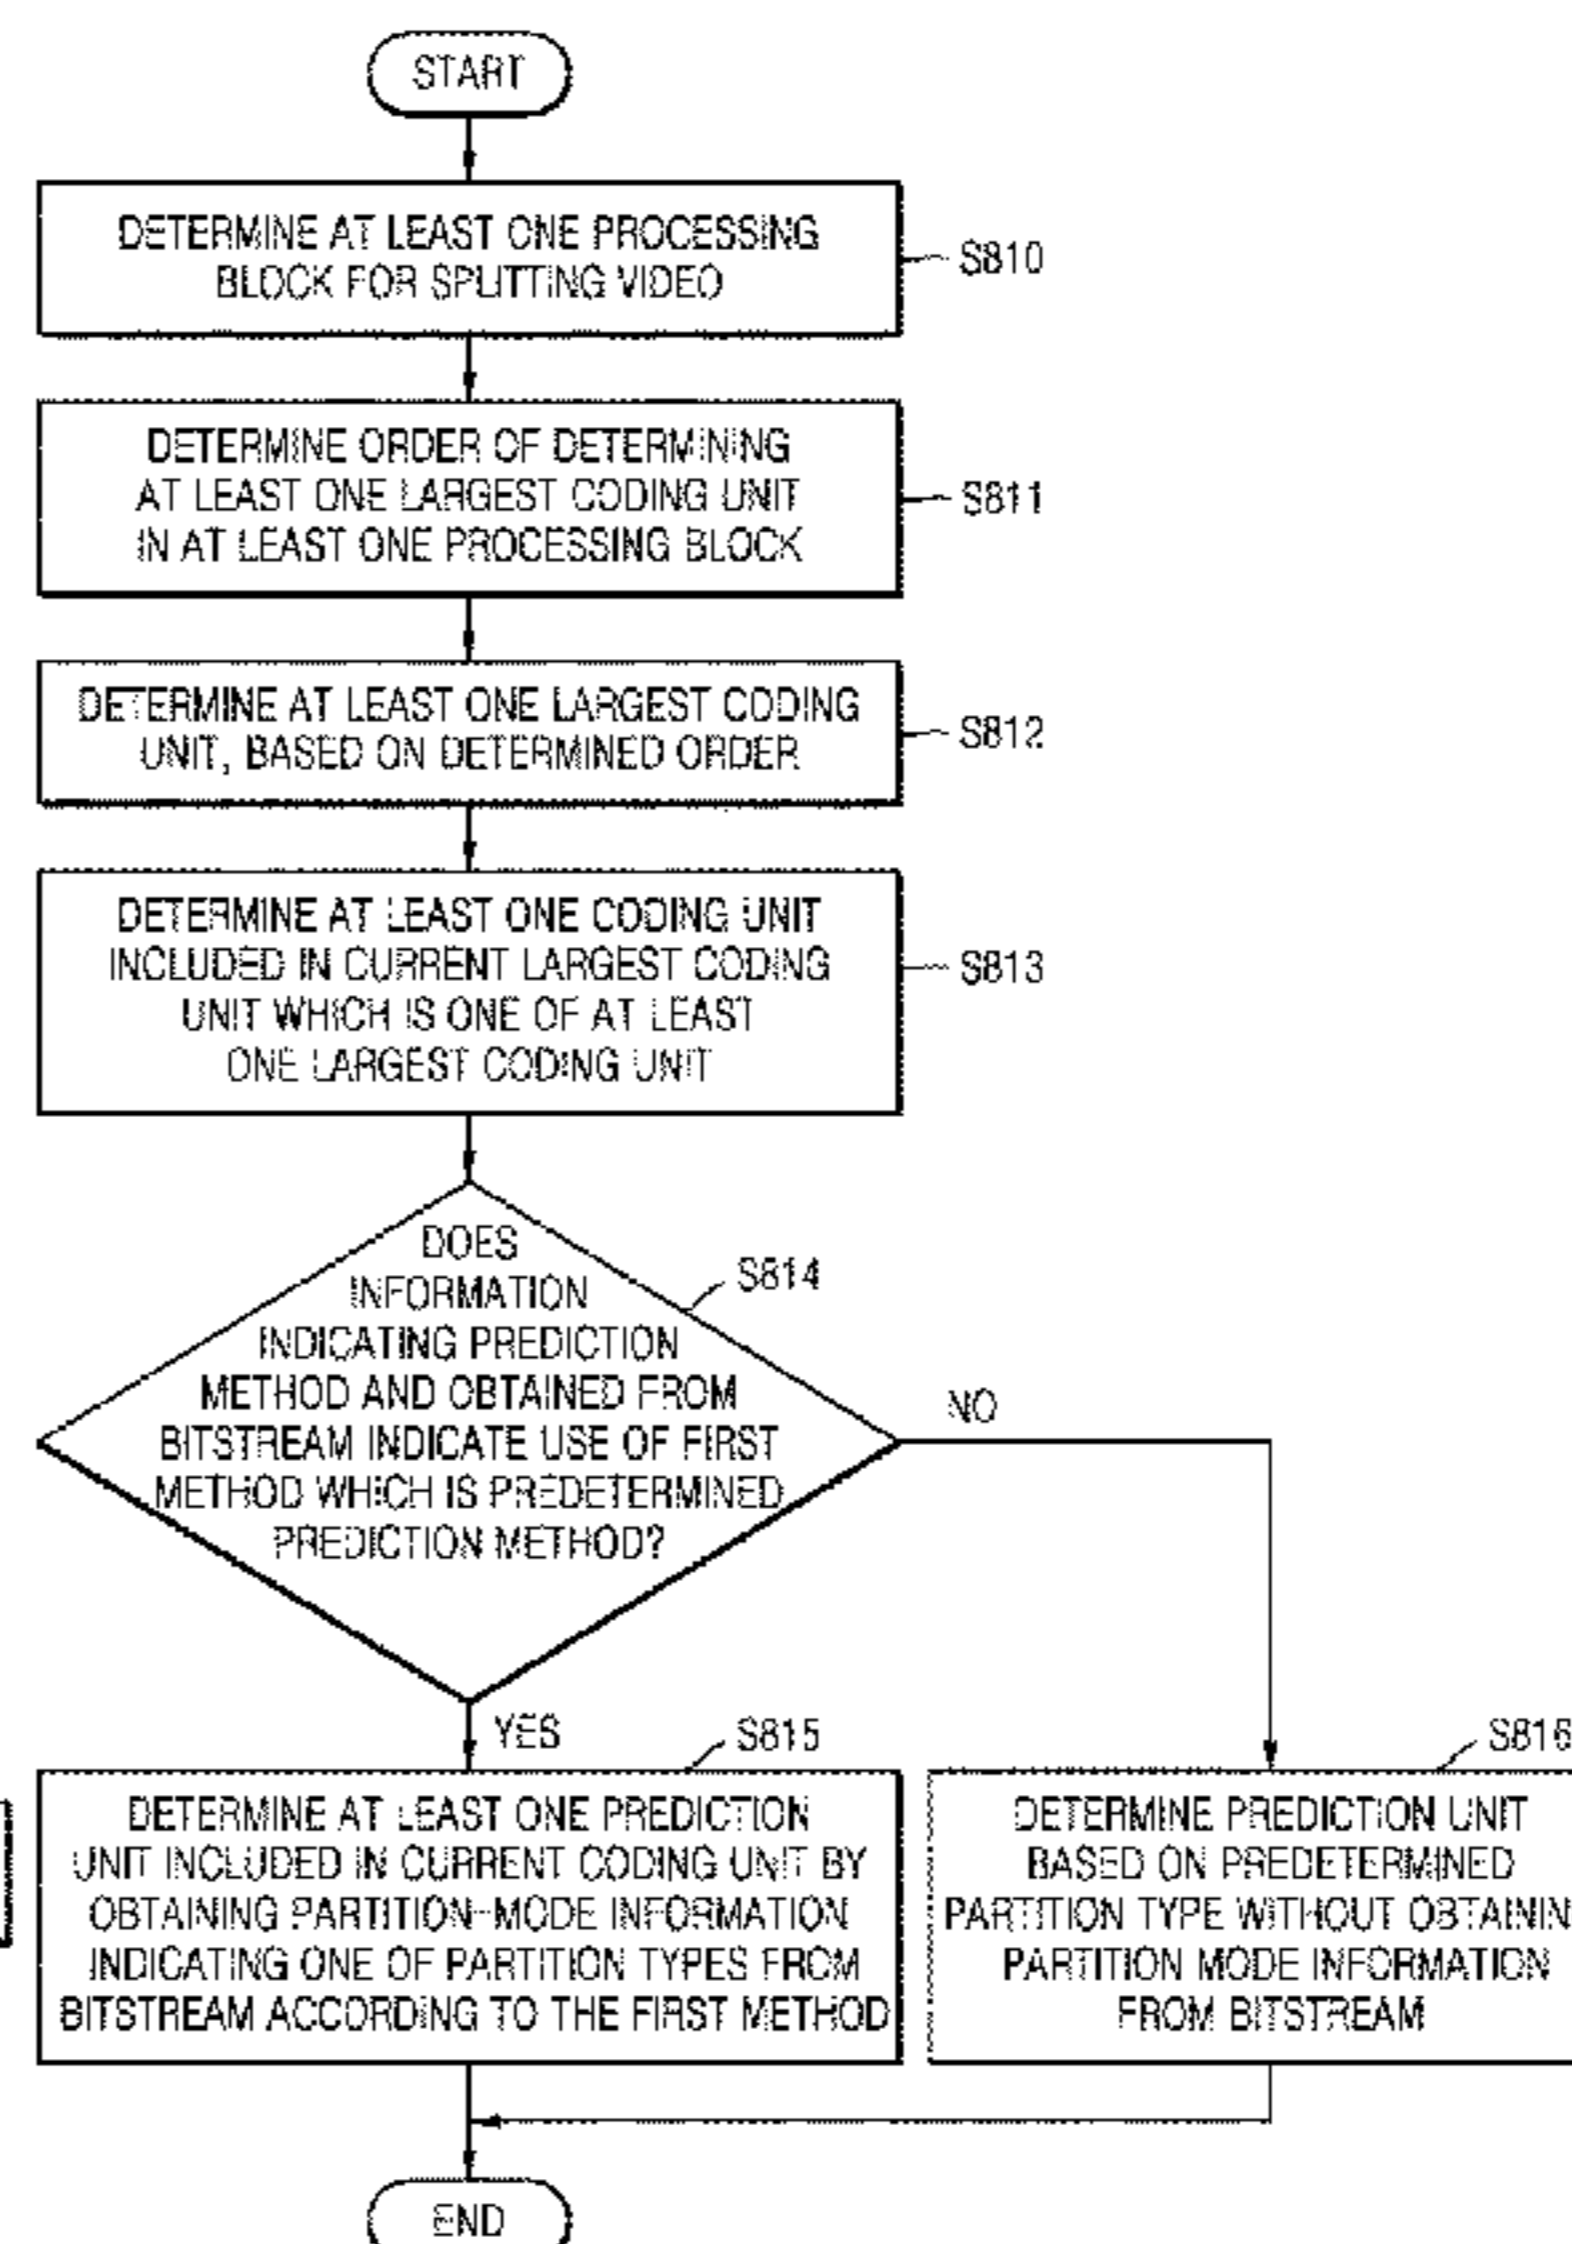 START
DETERMINE AT LEAST ONE PROCESSING
BLOCK FOR SPLITTING VIDEO
S810
DETERMINE ORDER OF DETERMINING
AT LEAST ONE LARGEST CODING UNIT
IN AT LEAST ONE PROCESSING BLOCK
S811
DETERMINE AT LEAST ONE LARGEST CODING
UNIT, BASED ON DETERMINED ORDER
S812
DETERMINE AT LEAST ONE CODING UNIT
INCLUDED IN CURRENT LARGEST CODING
UNIT WHICH IS ONE OF AT LEAST
ONE LARGEST CODING UNIT
S813
DOES
INFORMATION
INDICATING PREDICTION
METHOD AND OBTAINED FROM
BITSTREAM INDICATE USE OF FIRST
METHOD WHICH IS PREDETERMINED
PREDICTION METHOD?
S814
NO
YES
S815
DETERMINE AT LEAST ONE PREDICTION
UNIT INCLUDED IN CURRENT CODING UNIT BY
OBTAINING PARTITION-MODE INFORMATION
INDICATING ONE OF PARTITION TYPES FROM
BITSTREAM ACCORDING TO THE FIRST METHOD
S816
DETERMINE PREDICTION UNIT
BASED ON PREDETERMINED
PARTITION TYPE WITHOUT OBTAININ
PARTITION MODE INFORMATION
FROM BITSTREAM
END